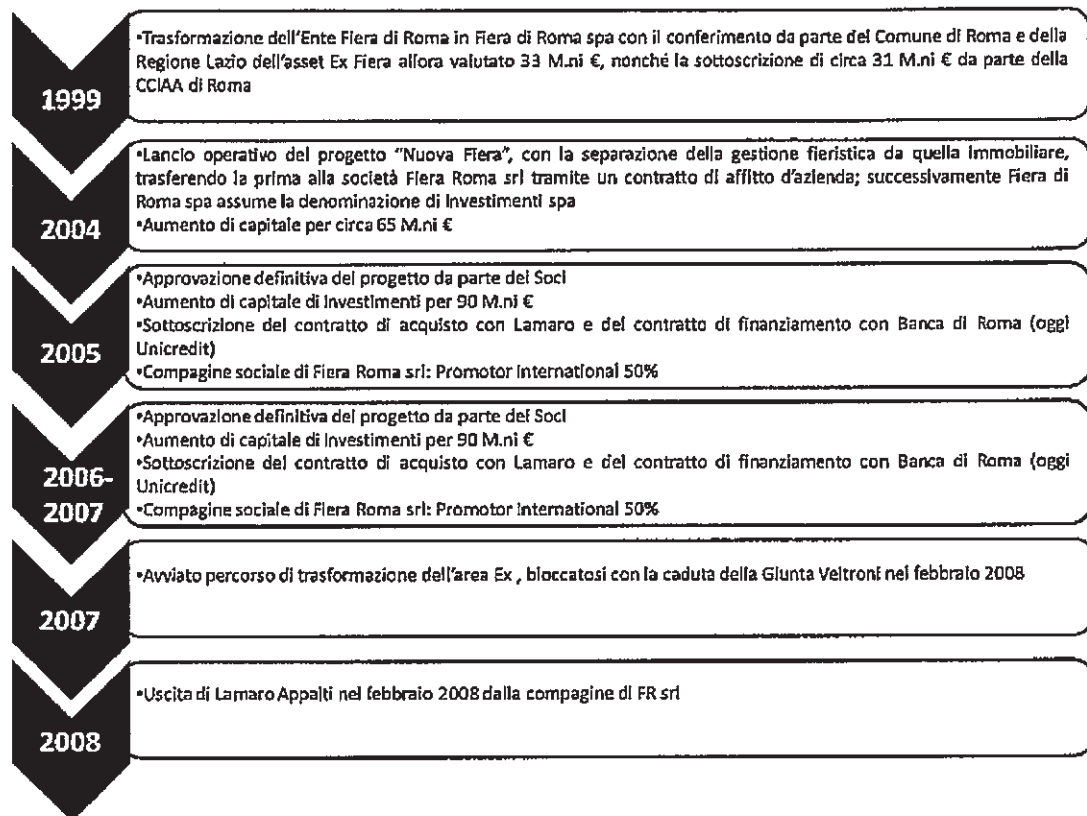 1999
•Trasformazione dell'Ente Fiera di Roma in Fiera di Roma spa con il conferimento da parte del Comune di Roma e della
Regione Lazio dell'asset Ex Fiera allora valutato 33 M.ni €, nonché la sottoscrizione di circa 31 M.ni € da parte della
CCIAA di Roma
2004
•Lancio operativo del progetto "Nuova Fiera", con la separazione della gestione fieristica da quella immobiliare,
trasferendo la prima alla società Fiera Roma srl tramite un contratto di affitto d'azienda; successivamente Fiera di
Roma spa assume la denominazione di Investimenti spa
•Aumento di capitale per circa 65 M.ni €
2005
•Approvazione definitiva del progetto da parte dei Soci
•Aumento di capitale di Investimenti per 90 M.ni €
•Sottoscrizione del contratto di acquisto con Lamaro e del contratto di finanziamento con Banca di Roma (oggi
Unicredit)
•Compagine sociale di Fiera Roma srl: Promotor International 50%
2006-
2007
•Approvazione definitiva del progetto da parte dei Soci
•Aumento di capitale di Investimenti per 90 M.ni €
•Sottoscrizione del contratto di acquisto con Lamaro e del contratto di finanziamento con Banca di Roma (oggi
Unicredit)
•Compagine sociale di Fiera Roma srl: Promotor International 50%
2007
•Avviato percorso di trasformazione dell'area Ex , bloccatosi con la caduta della Giunta Veltroni nel febbraio 2008
2008
•Uscita di Lamaro Appalti nel febbraio 2008 dalla compagine di FR srl